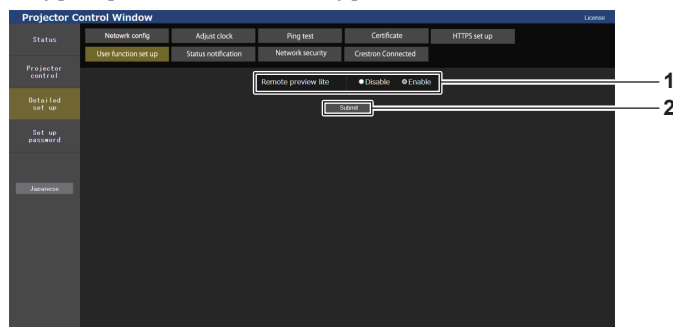 Projector Control Window
License
Status
Netowrk config
Adjust clock
Ping test
Certificate
HTTPS set up
User function set up
Status notification
Network security
Crestron Connected
Projector
control
Remote preview lite
Disable
Enable
1
Detailed
set up
Submit
2
Set up
password
Japanese